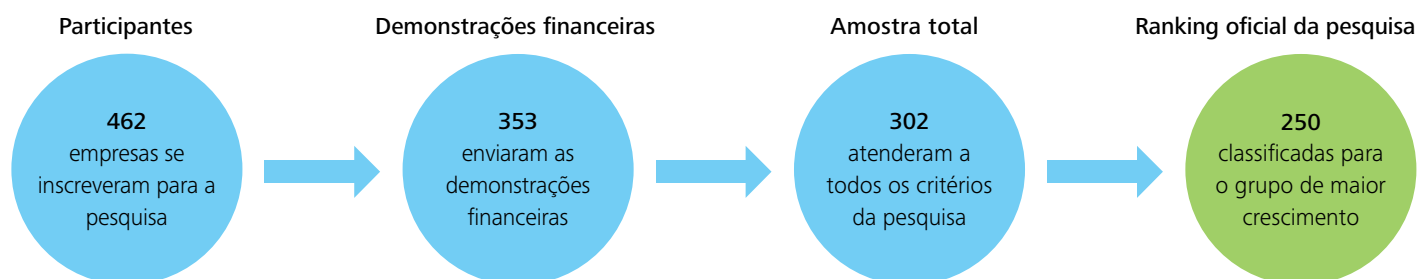 Participantes
462
empresas se
inscreveram para a
pesquisa
Demonstrações financeiras
353
enviaram as
demonstrações
financeiras
Amostra total
302
atenderam a
todos os critérios
da pesquisa
Ranking oficial da pesquisa
250
classificadas para
o grupo de maior
crescimento